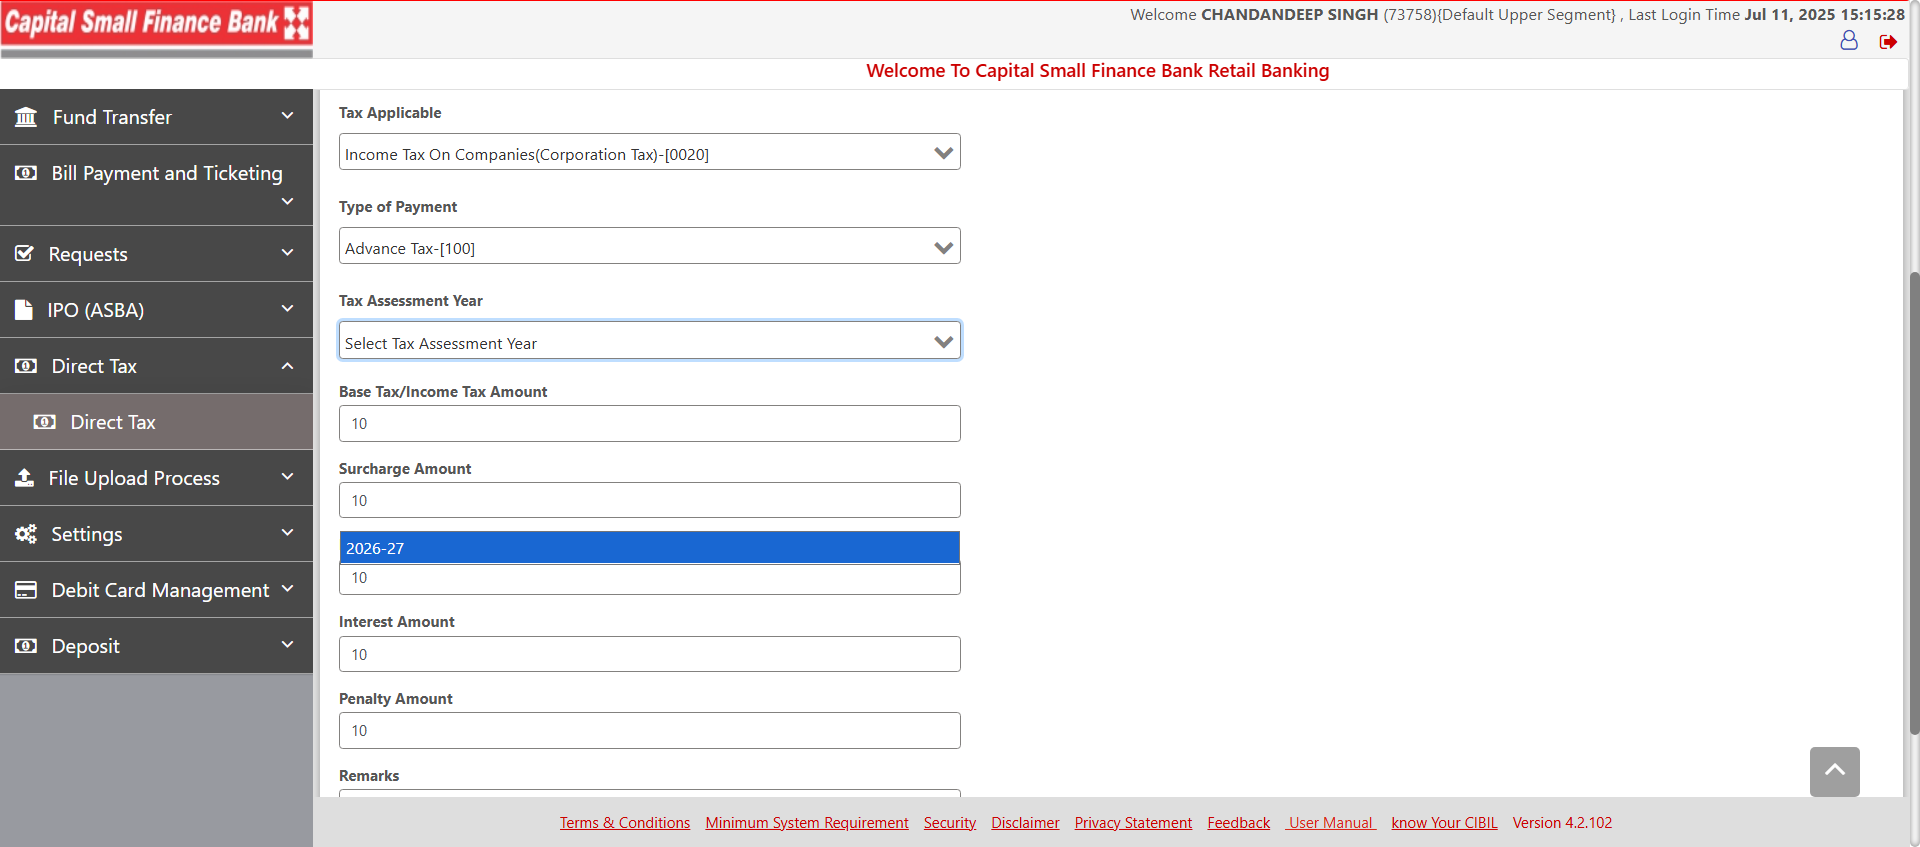 Capital Small Finance Bank
Welcome CHANDANDEEP SINGH (73758){Default Upper Segment} , Last Login Time Jul 11, 2025 15:15:28
Welcome To Capital Small Finance Bank Retail Banking
Fund Transfer
Bill Payment and Ticketing
Requests
IPO (ASBA)
Direct Tax
Direct Tax
File Upload Process
Settings
Debit Card Management
Deposit
Tax Applicable
Income Tax On Companies(Corporation Tax)-[0020]
Type of Payment
Advance Tax-[100]
Tax Assessment Year
Select Tax Assessment Year
Base Tax/Income Tax Amount
10
Surcharge Amount
10
2026-27
10
Interest Amount
10
Penalty Amount
10
Remarks
Terms & Conditions Minimum System Requirement Security Disclaimer Privacy Statement Feedback User Manual know Your CIBIL Version 4.2.102